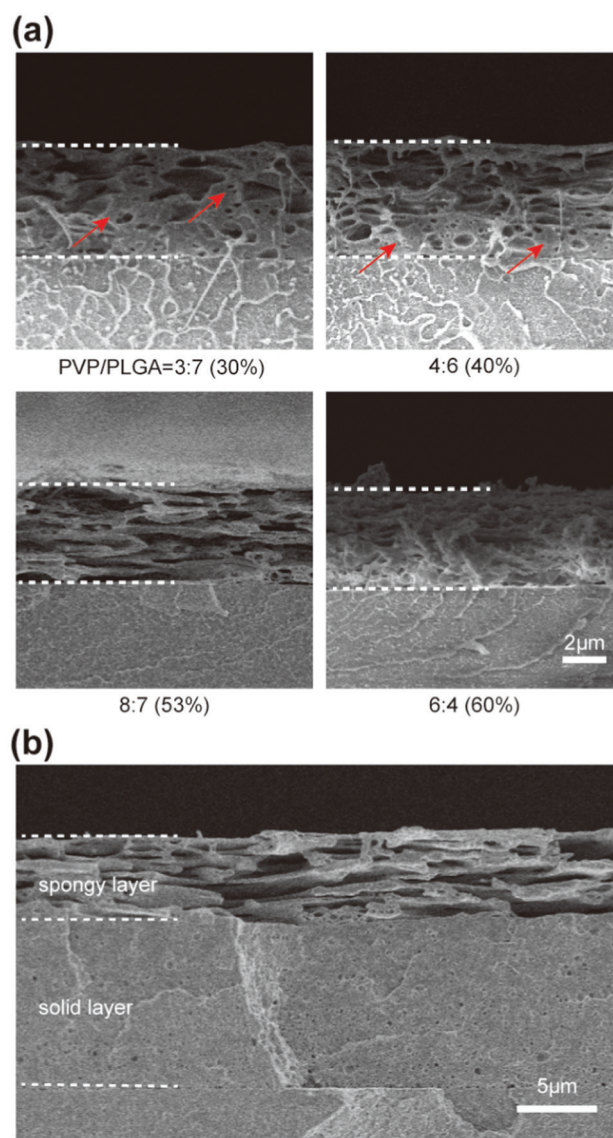 (a)
PVP/PLGA=3:7 (30%)
4:6 (40%)
2μm
8:7 (53%)
6:4 (60%)
(b)
spongy layer
solid layer
5μm